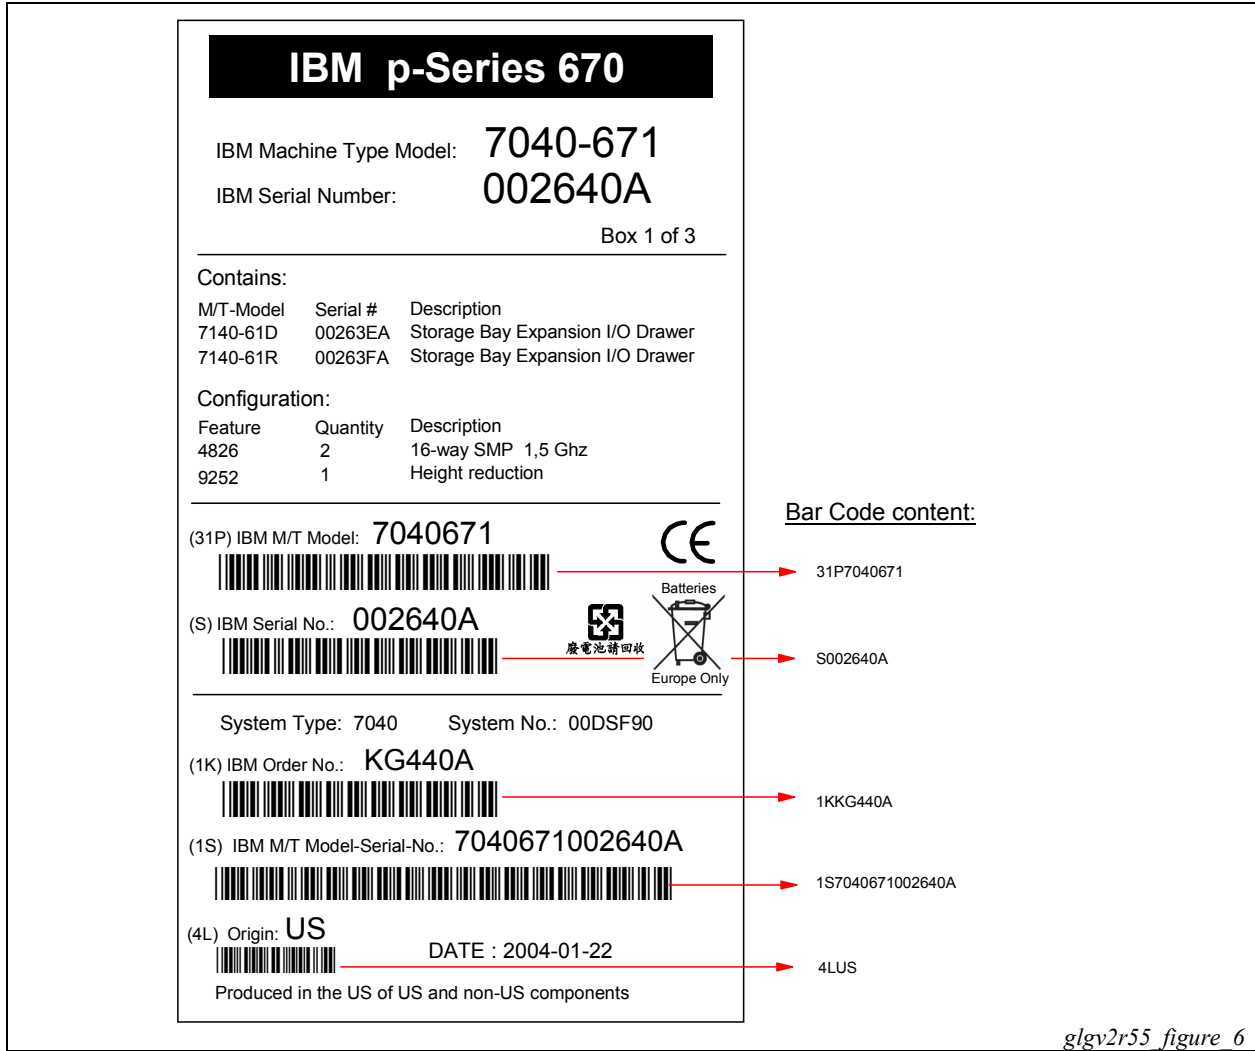 IBM p-Series 670
IBM Machine Type Model: 7040-671
IBM Serial Number: 002640A
Box 1 of 3
Contains:
M/T-Model Serial # Description
7140-61D 00263EA Storage Bay Expansion I/O Drawer
7140-61R 00263FA Storage Bay Expansion I/O Drawer
Configuration:
Feature Quantity Description
4826 2 16-way SMP 1,5 Ghz
9252 1 Height reduction
Bar Code content:
(31P) IBM M/T Model: 7040671
CE
31P7040671
Batteries
(S) IBM Serial No.: 002640A
廢電池請回收
S002640A
Europe Only
System Type: 7040 System No.: 00DSF90
(1K) IBM Order No.: KG440A
1KKG440A
(1S) IBM M/T Model-Serial-No.: 7040671002640A
1S7040671002640A
(4L) Origin: US
DATE : 2004-01-22
4LUS
Produced in the US of US and non-US components
glgv2r55_figure_6